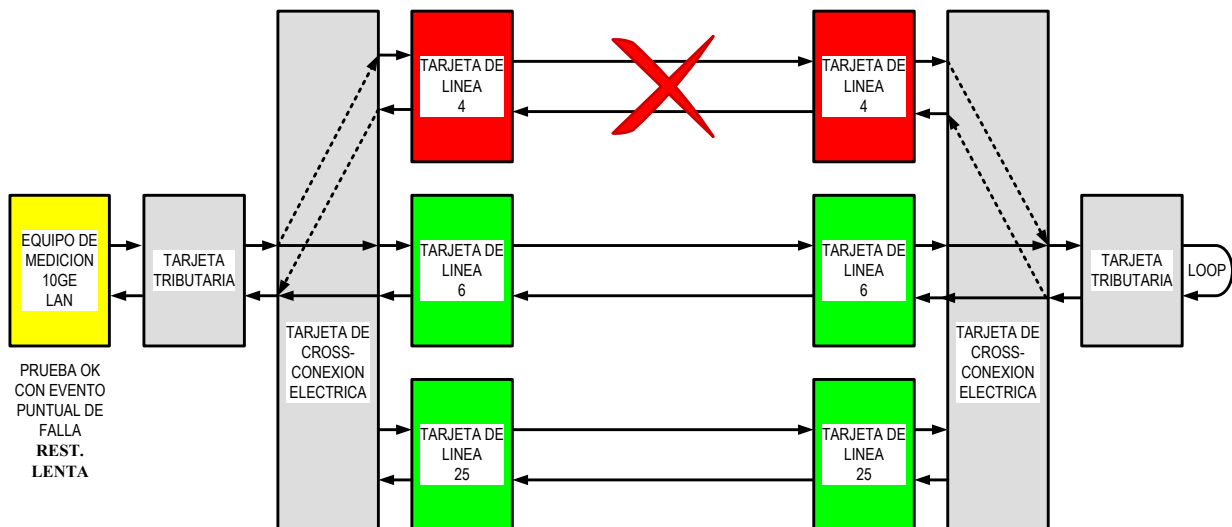 TARJETA DE
LINEA
4
TARJETA DE
LINEA
4
EQUIPO DE
MEDICION
10GE
LAN
TARJETA
TRIBUTARIA
TARJETA DE
LINEA
6
TARJETA DE
LINEA
6
TARJETA
TRIBUTARIA
LOOP
TARJETA DE
CROSS-
CONEXION
ELECTRICA
TARJETA DE
CROSS-
CONEXION
ELECTRICA
PRUEBA OK
CON EVENTO
PUNTUAL DE
FALLA
REST.
LENTA
TARJETA DE
LINEA
25
TARJETA DE
LINEA
25